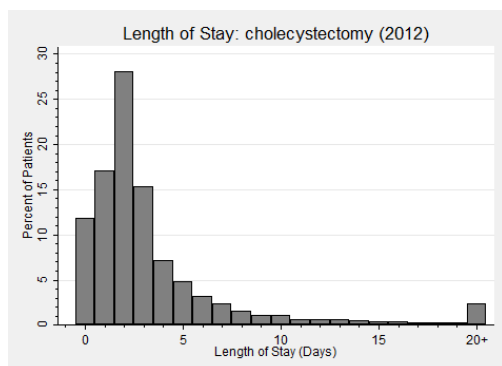 Length of Stay: cholecystectomy (2012)
Percent of Patients
30
25
20
15
10
5
0
0 5 10 15 20+
Length of Stay (Days)